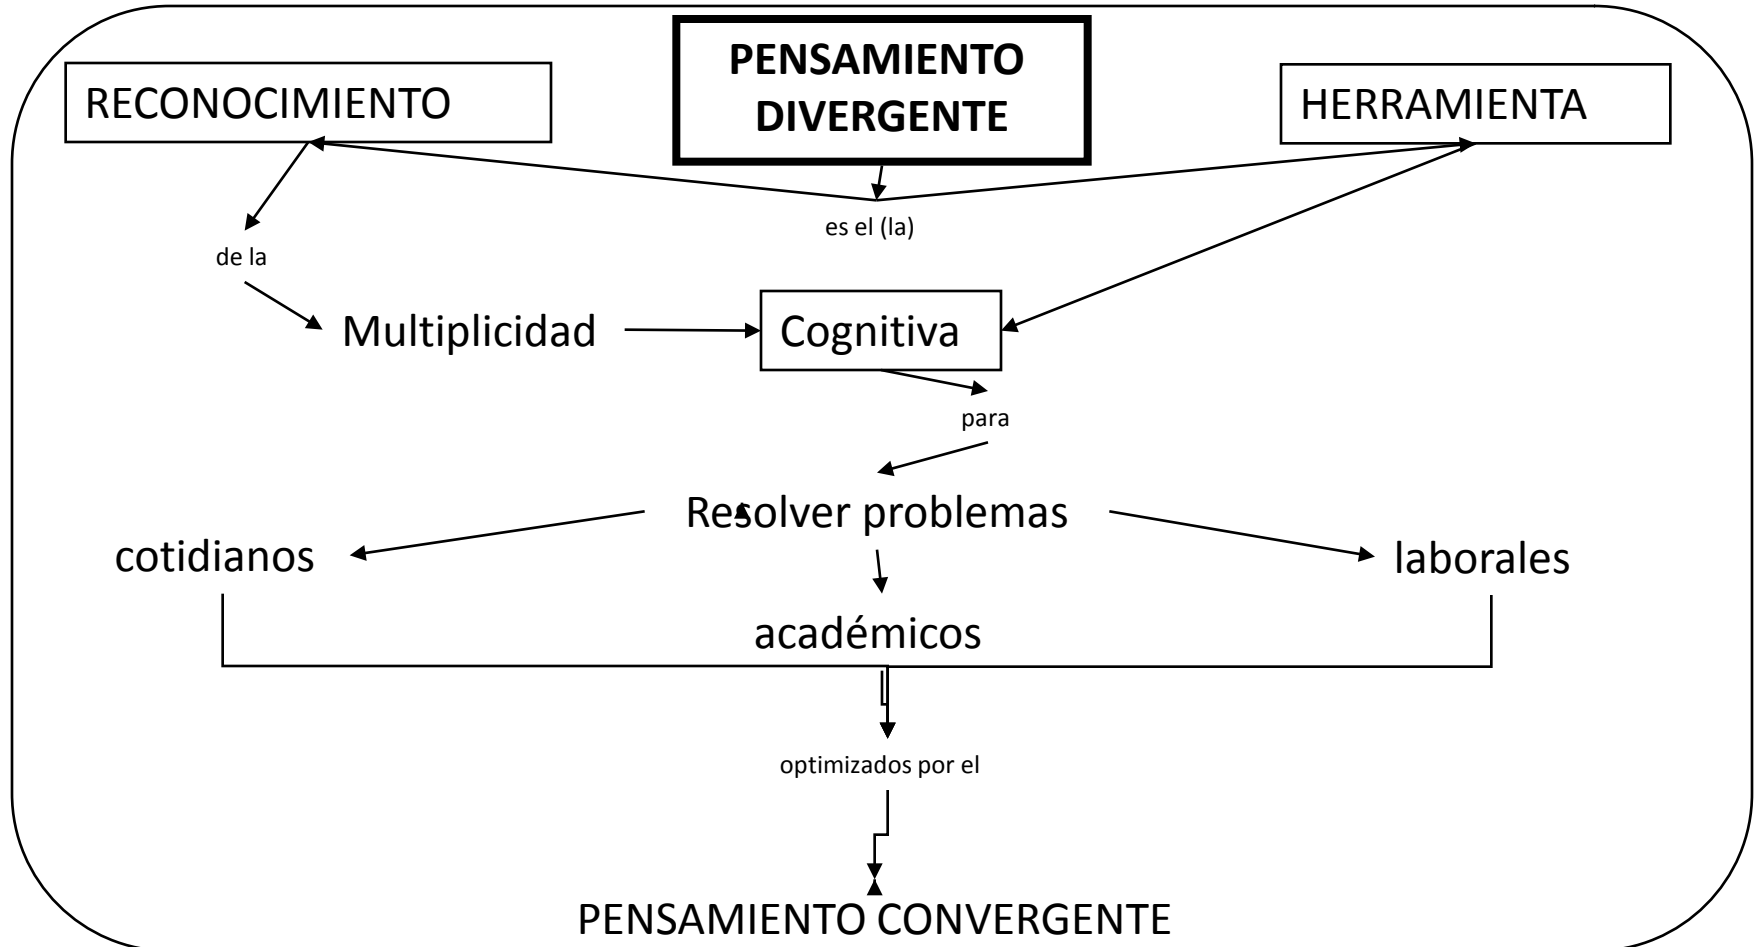 PENSAMIENTO
DIVERGENTE
RECONOCIMIENTO
HERRAMIENTA
es el (la)
de la
Multiplicidad
Cognitiva
para
Resolver problemas
cotidianos
laborales
académicos
optimizados por el
PENSAMIENTO CONVERGENTE